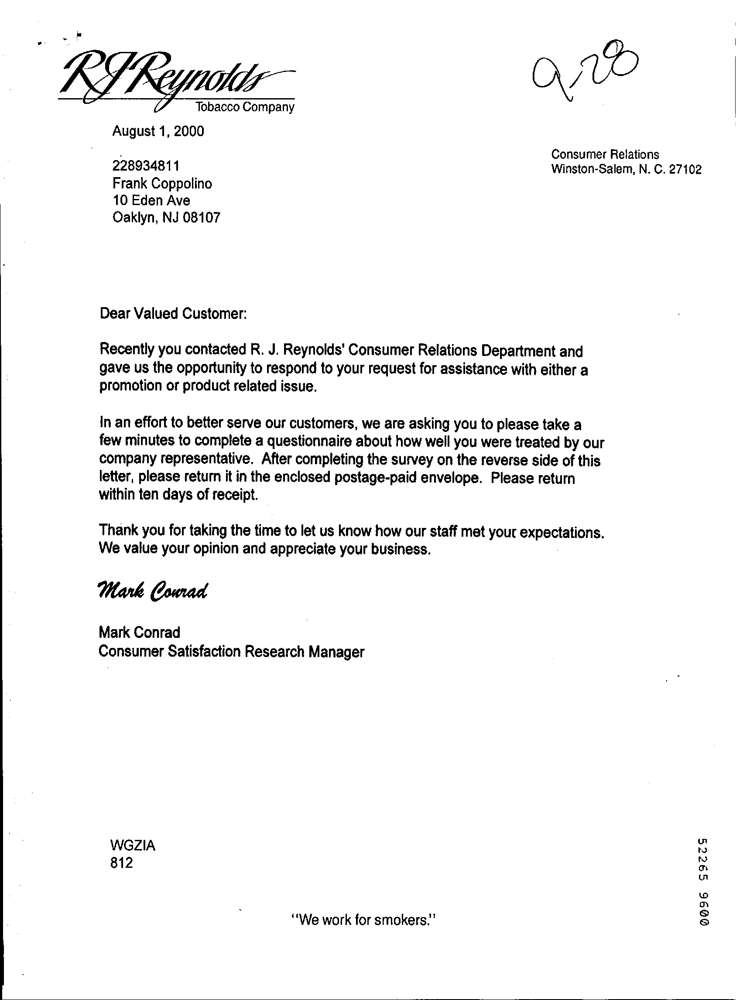 RJReynolds
Tobacco Company
9,28
August 1, 2000
Consumer Relations
Winston-Salem, N. C. 27102
228934811
Frank Coppolino
10 Eden Ave
Oaklyn, NJ 08107
Dear Valued Customer:
Recently you contacted R. J. Reynolds' Consumer Relations Department and
gave us the opportunity to respond to your request for assistance with either a
promotion or product related issue.
In an effort to better serve our customers, we are asking you to please take a
few minutes to complete a questionnaire about how well you were treated by our
company representative. After completing the survey on the reverse side of this
letter, please return it in the enclosed postage-paid envelope. Please return
within ten days of receipt.
Thank you for taking the time to let us know how our staff met your expectations.
We value your opinion and appreciate your business.
Mark Conrad
Mark Conrad
Consumer Satisfaction Research Manager
WGZIA
812
52265 9600
"We work for smokers."